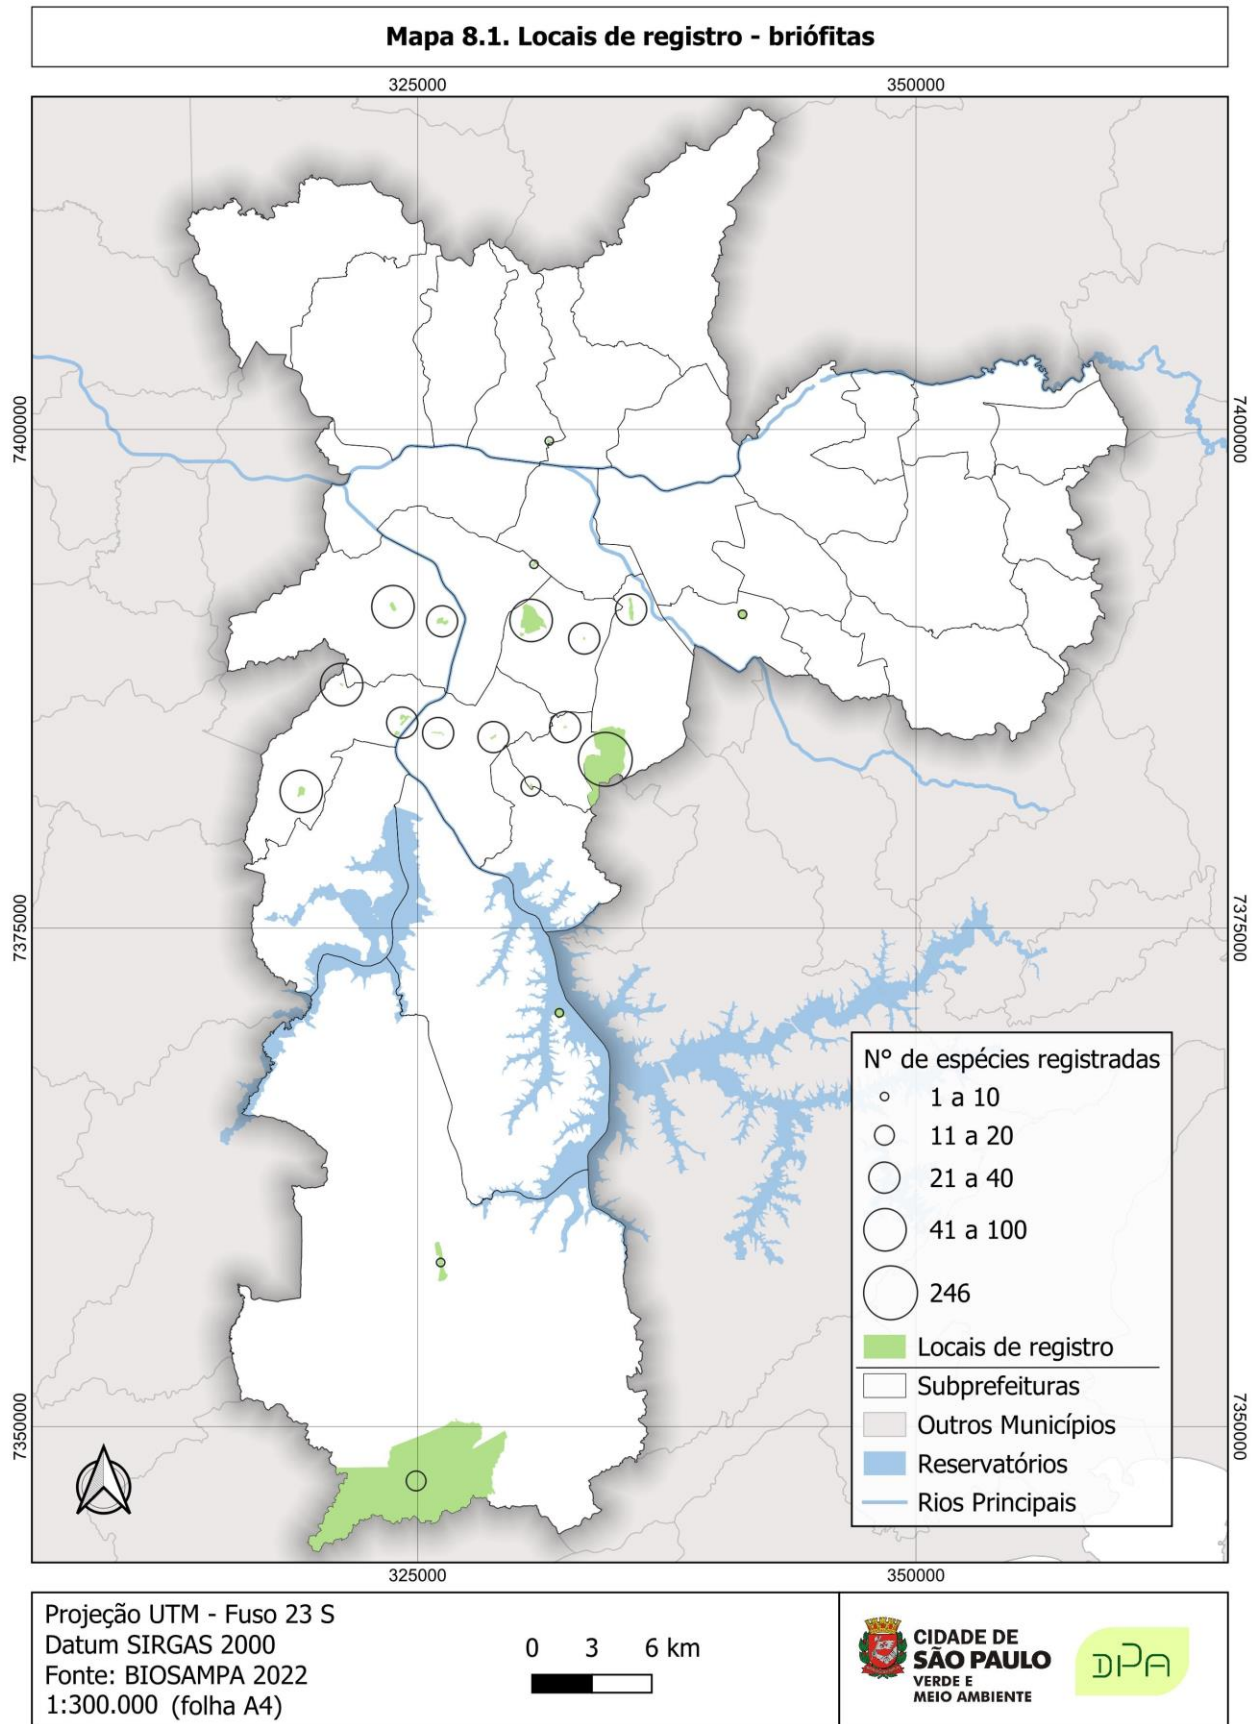 Mapa 8.1. Locais de registro - briófitas
325000
350000
7400000
7400000
7375000
7375000
N° de espécies registradas
1 a 10
11 a 20
21 a 40
41 a 100
246
Locais de registro
Subprefeituras
Outros Municípios
Reservatórios
Rios Principais
7350000
7350000
325000
350000
Projeção UTM - Fuso 23 S
Datum SIRGAS 2000
Fonte: BIOSAMPA 2022
1:300.000 (folha A4)
0 3 6 km
CIDADE DE
SÃO PAULO
VERDE E
MEIO AMBIENTE
DPA